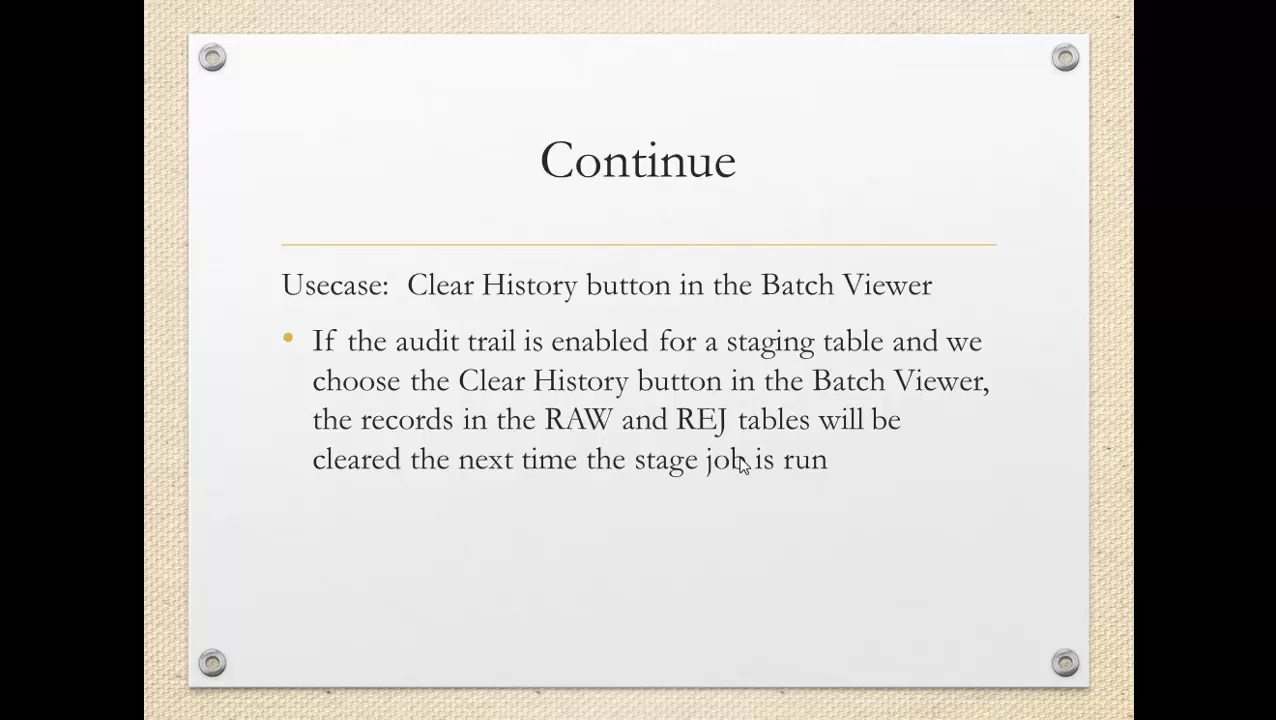 Continue
Usecase: Clear History button in the Batch Viewer
• If the audit trail is enabled for a staging table and we
choose the Clear History button in the Batch Viewer,
the records in the RAW and REJ tables will be
cleared the next time the stage job is run